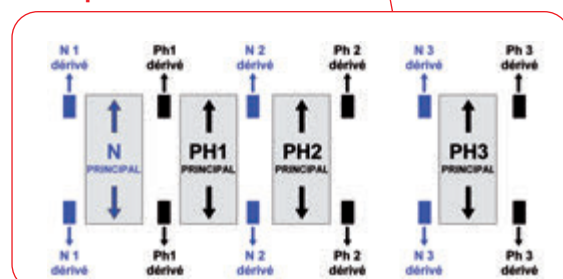 N 1 Ph1 N 2 Ph 2 N 3 Ph 3
dérivé dérivé dérivé dérivé dérivé dérivé
N PH1 PH2 PH3
PRINCIPAL PRINCIPAL PRINCIPAL PRINCIPAL
N 1 Ph1 N 2 Ph 2 N 3 Ph 3
dérivé dérivé dérivé dérivé dérivé dérivé